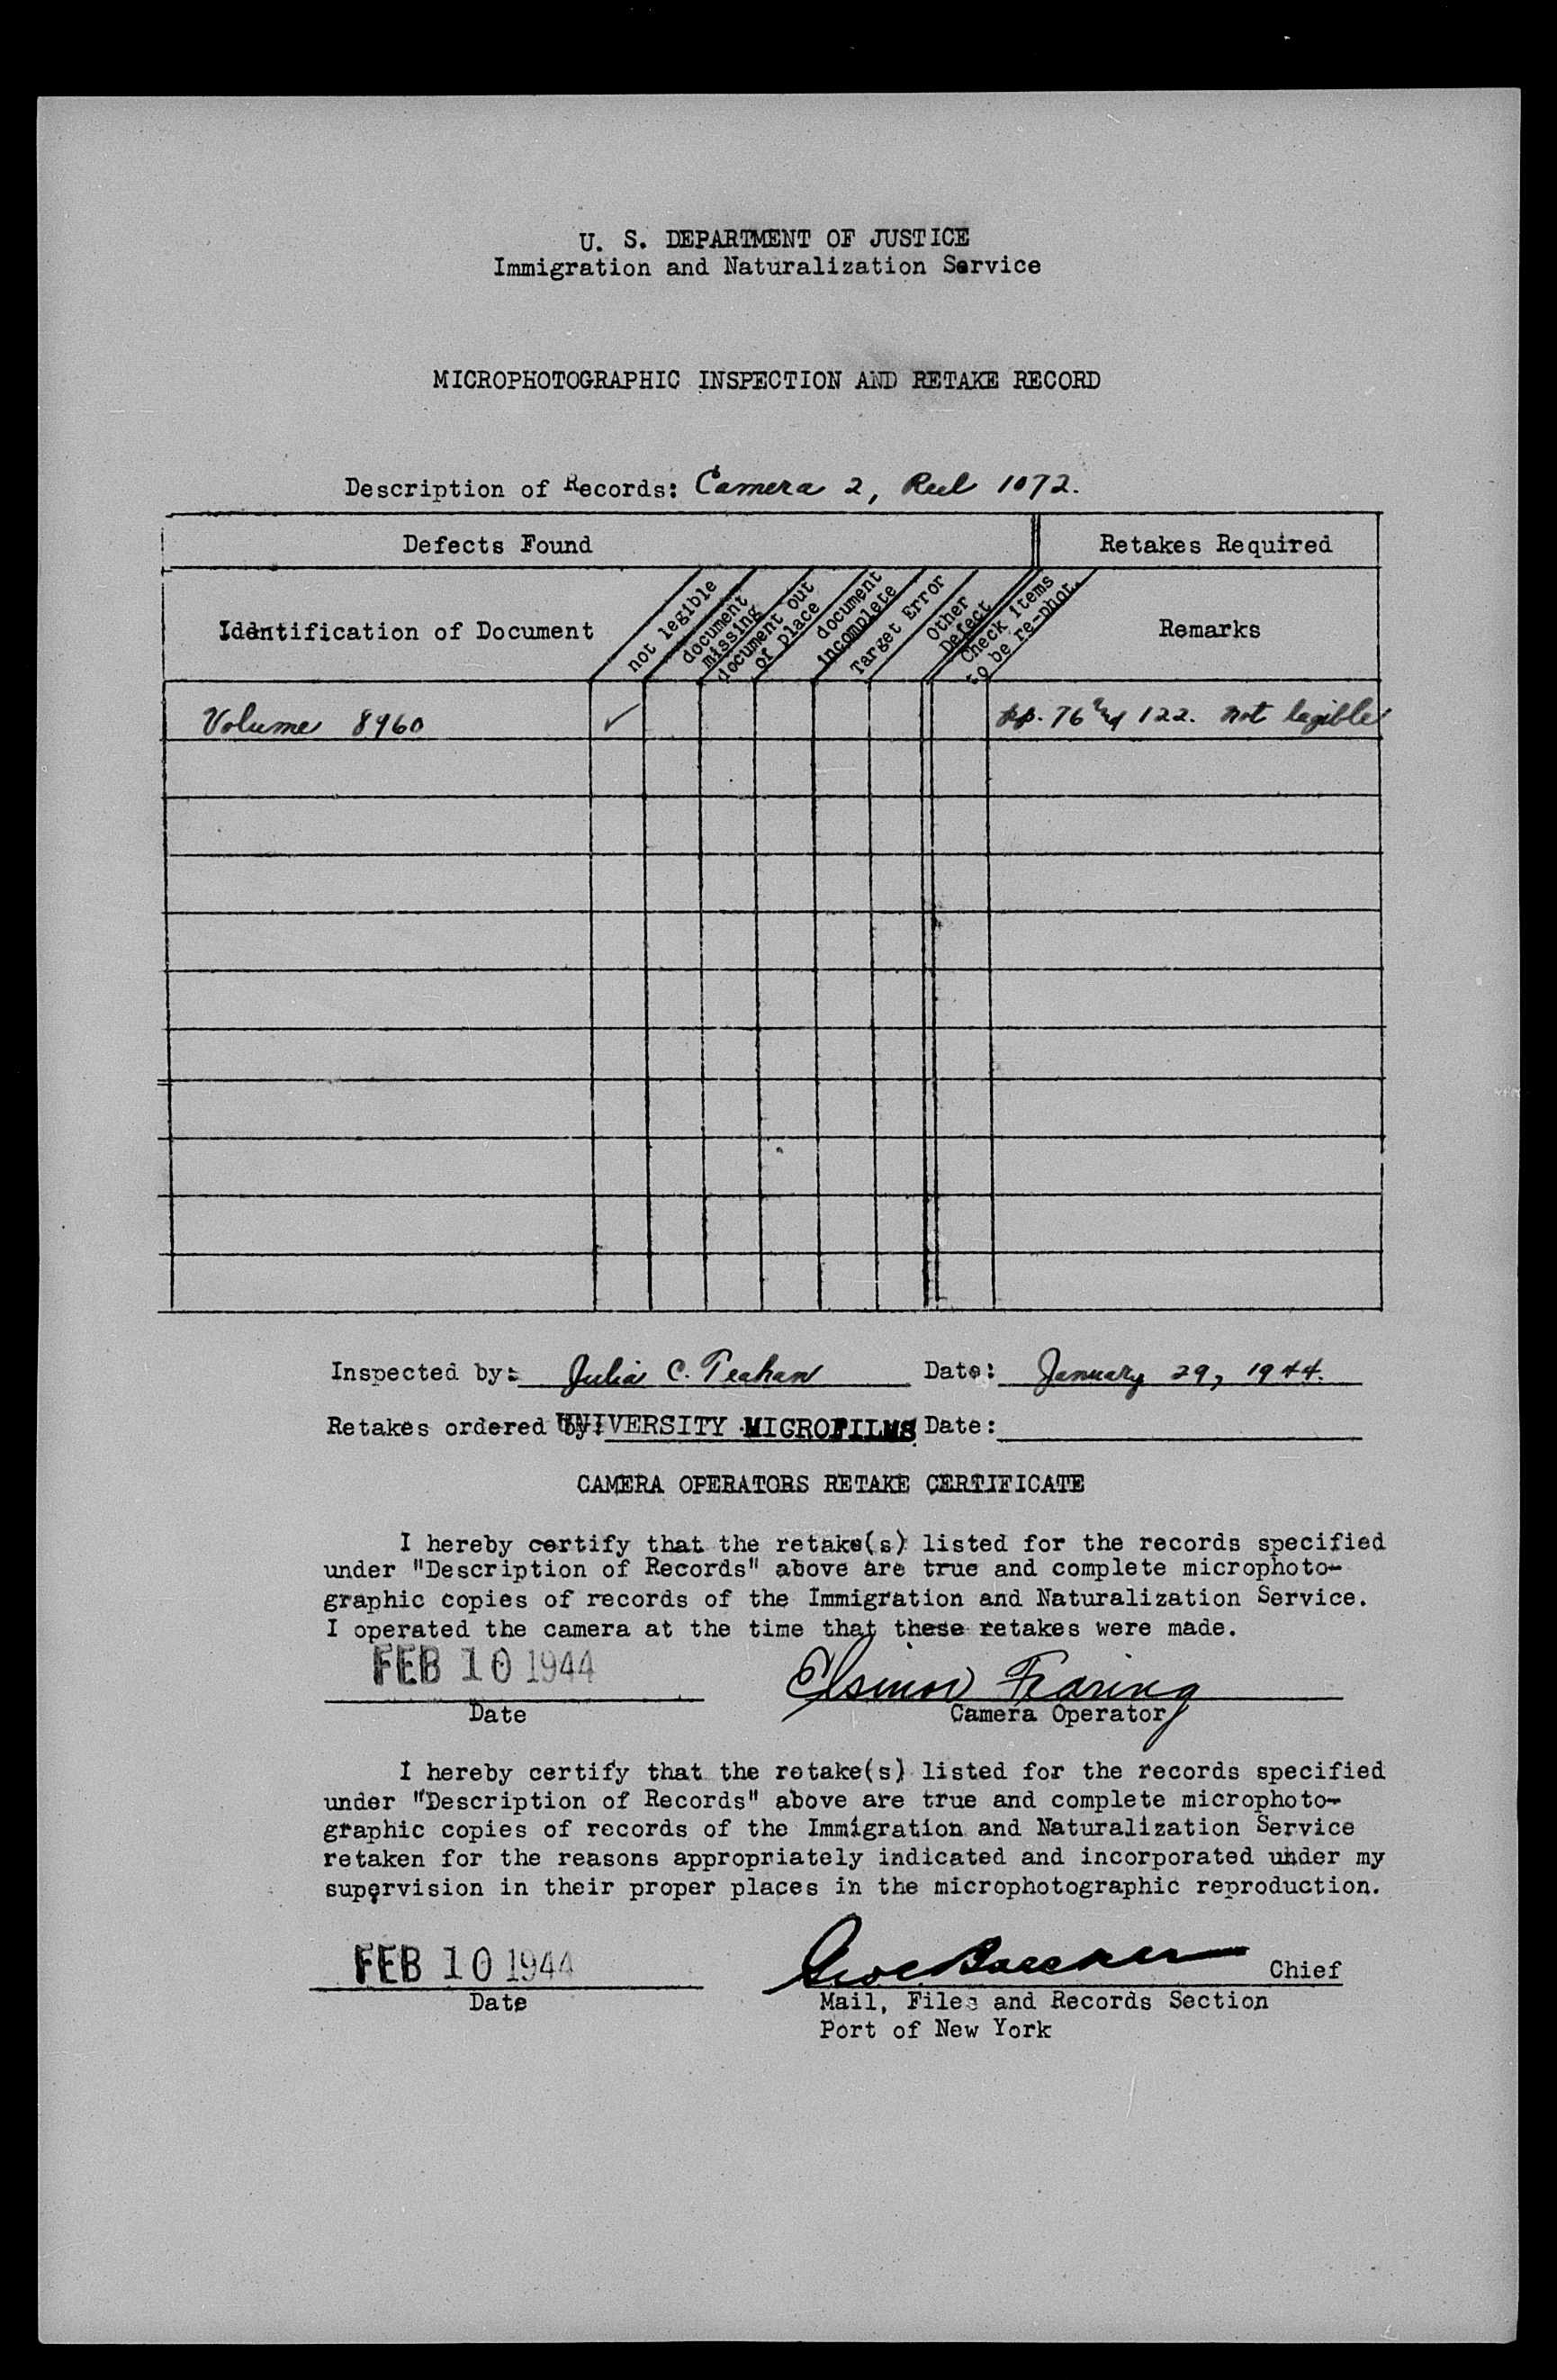 U. S. DEPARTMENT OF JUSTICE
Immigration and Naturalization Service
MICROPHOTOGRAPHIC INSPECTION AND RETAKE RECORD
Description of Records: Camera 2, Reel 1072.
Defects Found
Retakes Required
Identification of Document
not legible
document
missing
document out
of place
document
incomplete
Target Error
Other
Defect
Check items
to be re-phot.
Remarks
Volume 8960 ✓ pp. 76 and 122. not legible
Inspected by: Julia C. Teahan Date: January 29, 1944.
Retakes ordered by: UNIVERSITY MICROFILMS Date:
CAMERA OPERATORS RETAKE CERTIFICATE
I hereby certify that the retake(s) listed for the records specified
under "Description of Records" above are true and complete microphoto-
graphic copies of records of the Immigration and Naturalization Service.
I operated the camera at the time that these retakes were made.
FEB 10 1944
Fearing
Date
Camera Operator
I hereby certify that the retake(s) listed for the records specified
under "Description of Records" above are true and complete microphoto-
graphic copies of records of the Immigration and Naturalization Service
retaken for the reasons appropriately indicated and incorporated under my
supervision in their proper places in the microphotographic reproduction.
FEB 10 1944
Chief
Date
Mail, Files and Records Section
Port of New York